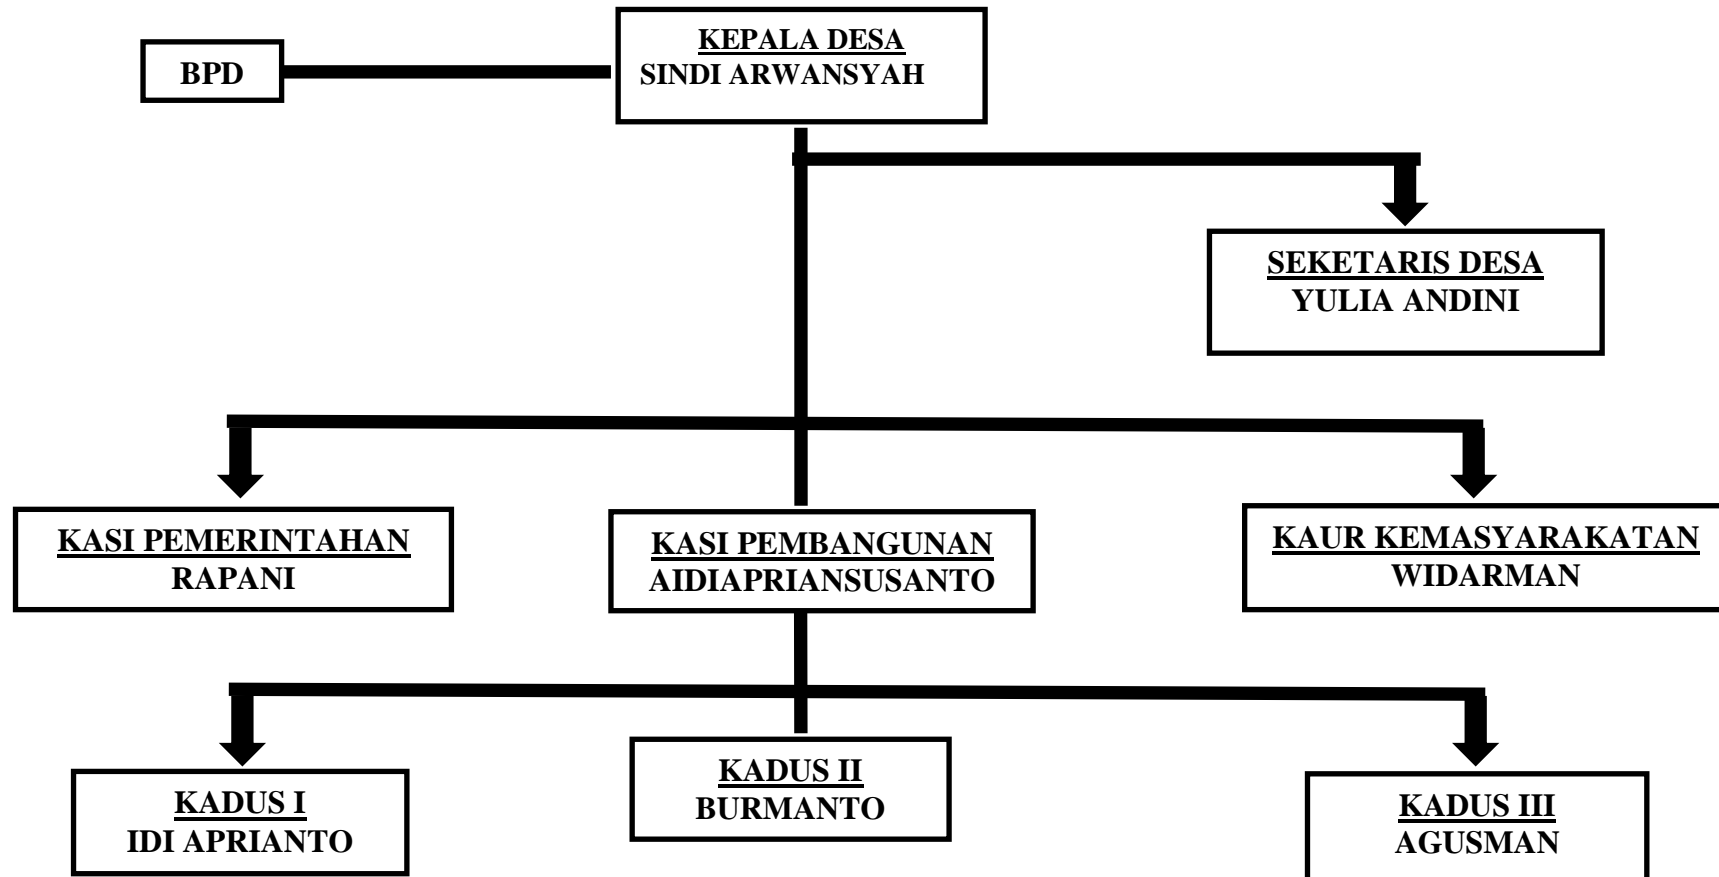 KEPALA DESA
SINDI ARWANSYAH
BPD
SEKETARIS DESA
YULIA ANDINI
KASI PEMERINTAHAN
RAPANI
KASI PEMBANGUNAN
AIDIAPRIANSUSANTO
KAUR KEMASYARAKATAN
WIDARMAN
KADUS I
IDI APRIANTO
KADUS II
BURMANTO
KADUS III
AGUSMAN